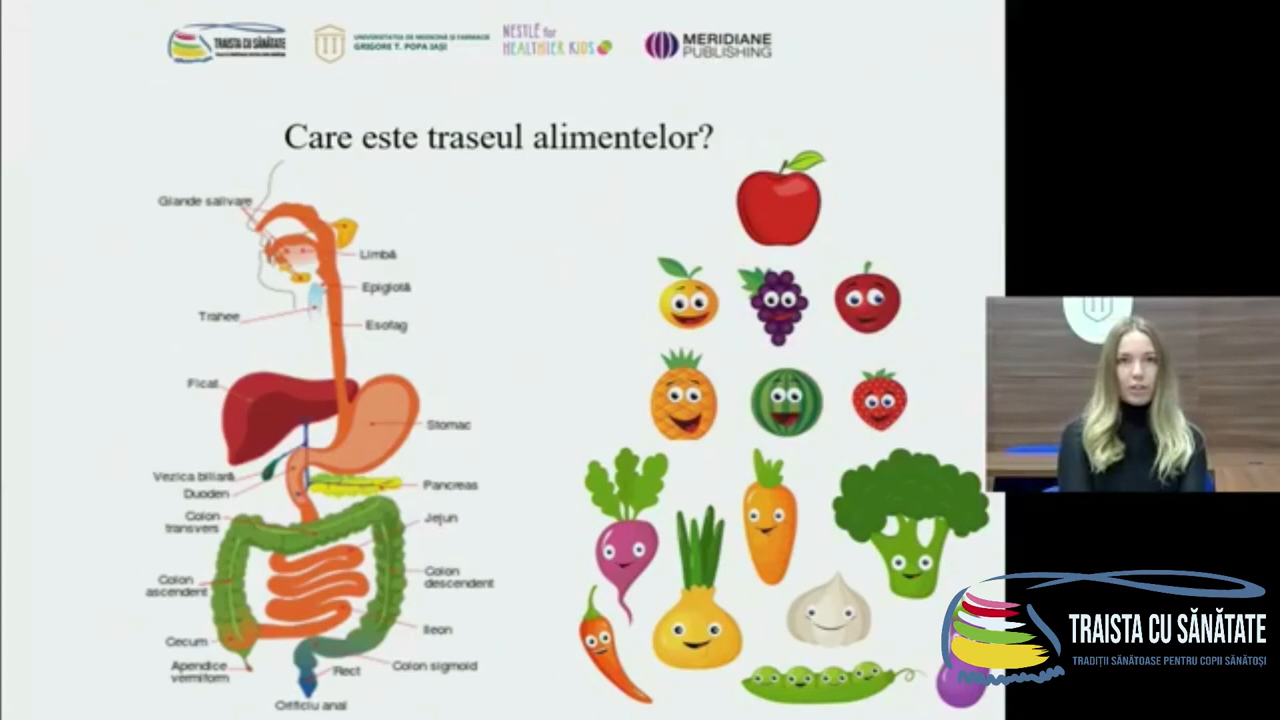 TRAISTA CU SĂNĂTATE
UNIVERSITATEA DE MEDICINĂ ȘI FARMACIE
GRIGORE T. POPA IAȘI
NESTLÉ for
HEALTHIER KIDS
MERIDIANE
PUBLISHING
Care este traseul alimentelor?
Glande salivare
Limbă
Epiglotă
Trahee
Esofag
Ficat
Stomac
Vezica biliară
Duoden
Pancreas
Colon
transvers
Jejun
Colon
ascendent
Colon
descendent
Ileon
Cecum
Apendice
vermiform
Colon sigmoid
Rect
Orificiu anal
TRAISTA CU SĂNĂTATE
TRADIȚII SĂNĂTOASE PENTRU COPII SĂNĂTOȘI